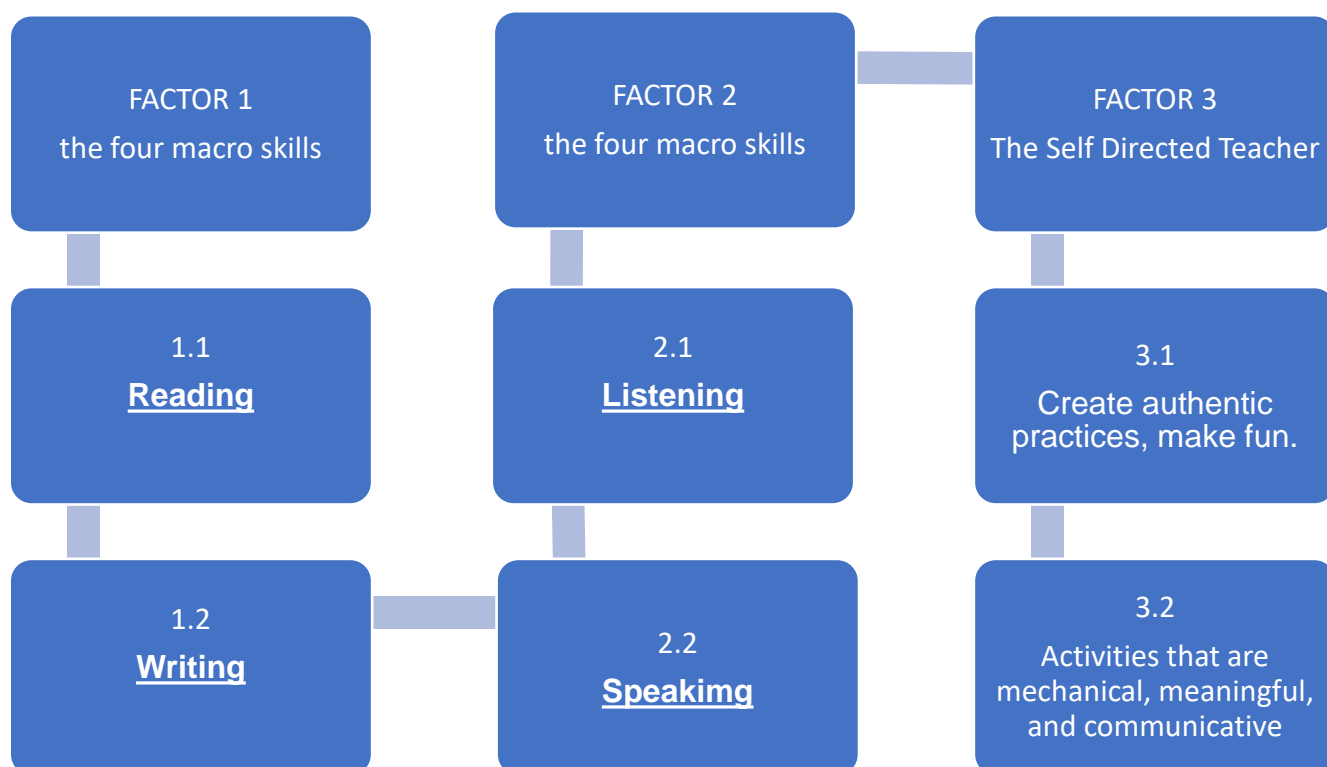 FACTOR 1
the four macro skills
1.1
Reading
1.2
Writing
FACTOR 2
the four macro skills
2.1
Listening
2.2
Speakimg
FACTOR 3
The Self Directed Teacher
3.1
Create authentic
practices, make fun.
3.2
Activities that are
mechanical, meaningful,
and communicative